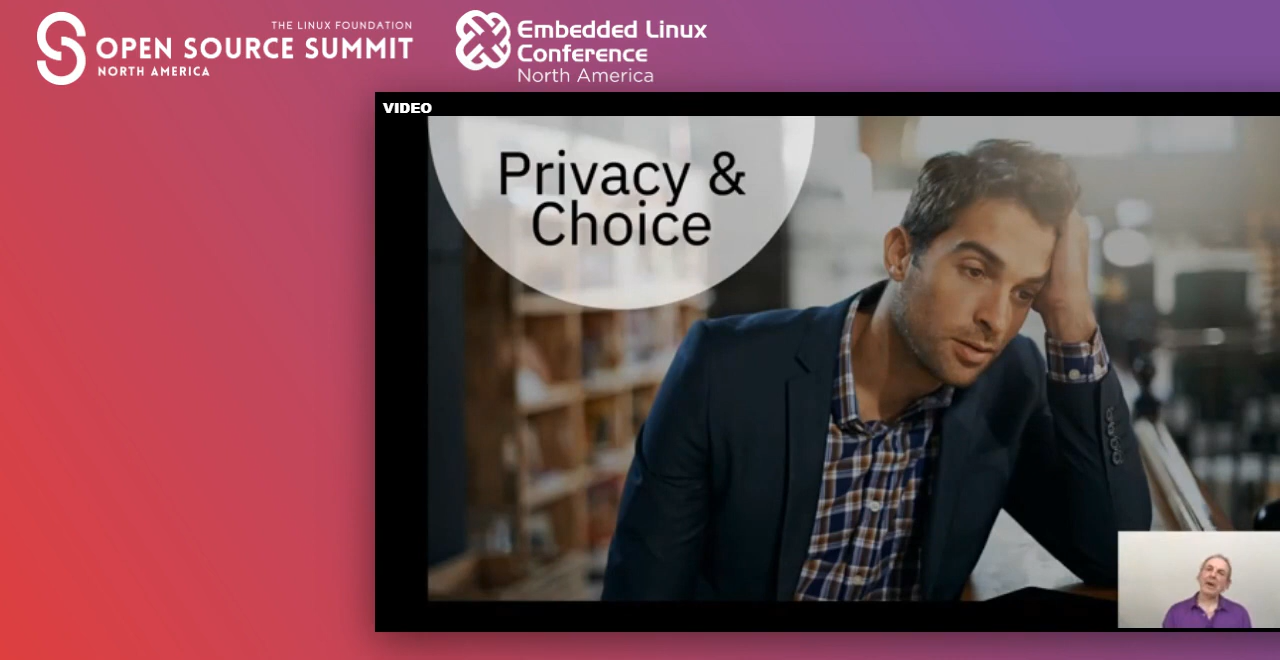 THE LINUX FOUNDATION
OPEN SOURCE SUMMIT
NORTH AMERICA
Embedded Linux
Conference
North America
VIDEO
Privacy &
Choice